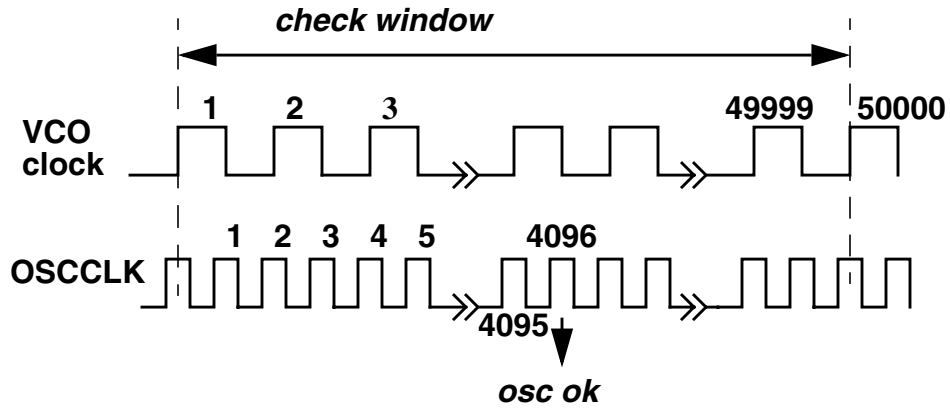 check window
1 2 3 49999 50000
VCO
clock
1 2 3 4 5 4096
OSCCLK
4095
osc ok